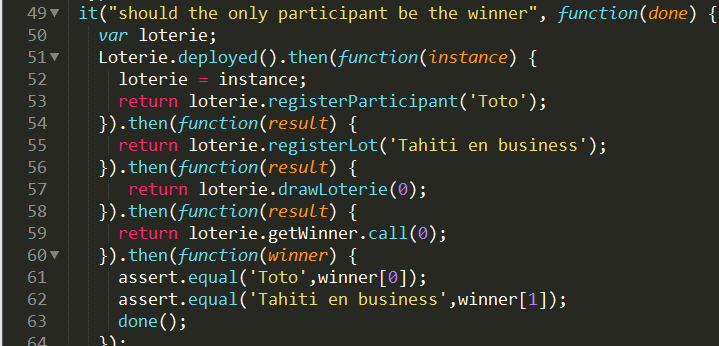 49 it("should the only participant be the winner", function(done) {
50 var loterie;
51 Loterie.deployed().then(function(instance) {
52 loterie = instance;
53 return loterie.registerParticipant('Toto');
54 }).then(function(result) {
55 return loterie.registerLot('Tahiti en business');
56 }).then(function(result) {
57 return loterie.drawLoterie(0);
58 }).then(function(result) {
59 return loterie.getWinner.call(0);
60 }).then(function(winner) {
61 assert.equal('Toto',winner[0]);
62 assert.equal('Tahiti en business',winner[1]);
63 done();
64 });